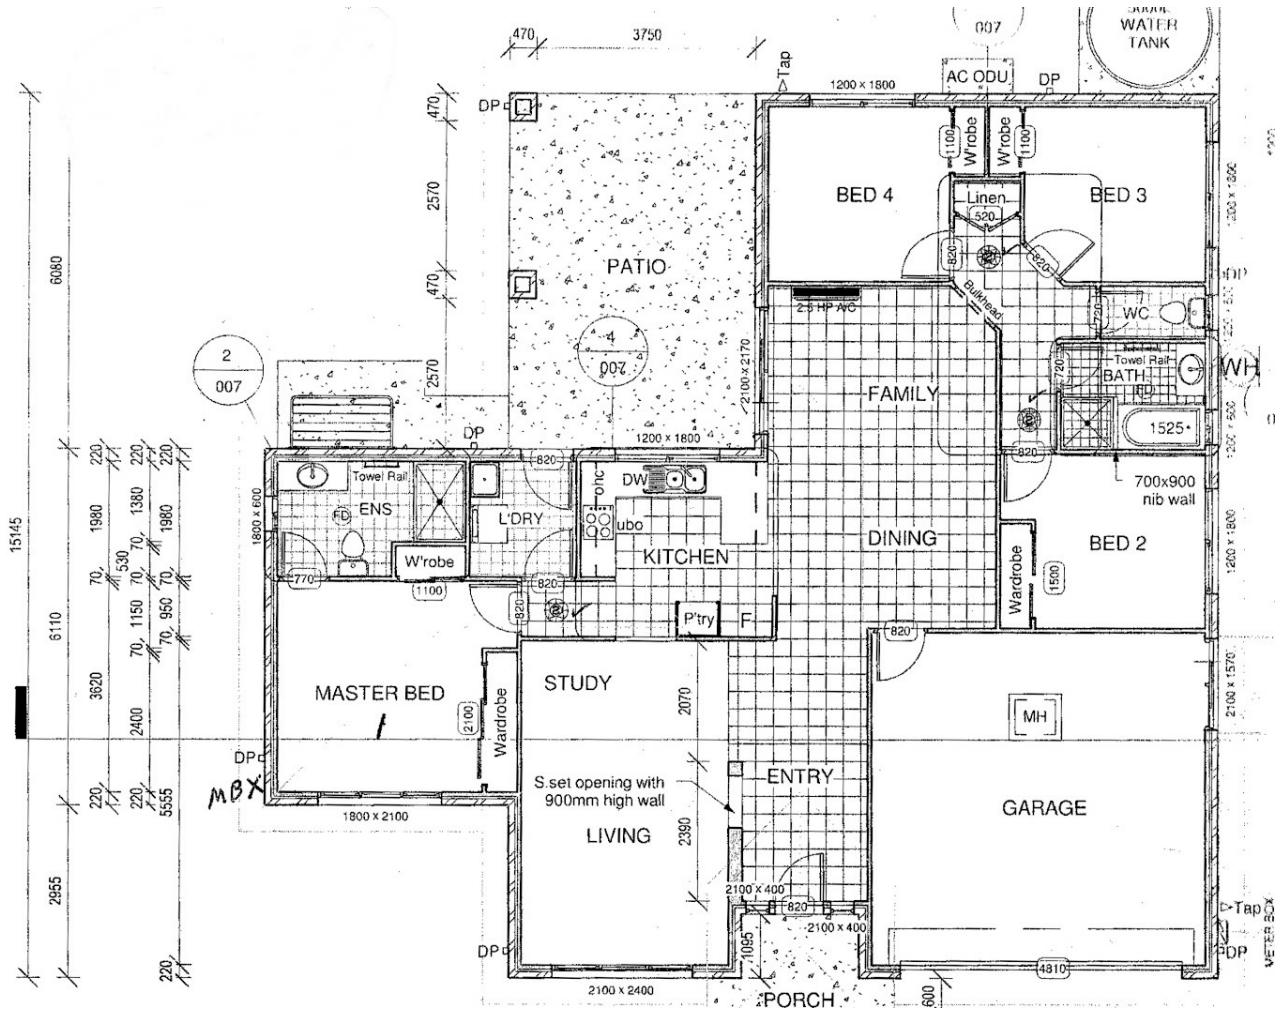 5000L
WATER
TANK
007
470
3750
Tap
AC ODU
DP
1200 x 1800
DP
470
1100
W'robe
W'robe
1100
2570
BED 4
Linen
520
BED 3
15145
6080
PATIO
820
820
470
2.5 HP A/C
Bulkhead
720
WC
DP
2
007
4
007
2570
2100 x 2170
FAMILY
720
Towel Rail
BATH
FD
WH
1525
DP
1200 x 1800
820
820
700x900
nib wall
220
220
220
1800 x 600
Towel Rail
ENS
FD
L'DRY
ohc
DW
ubo
KITCHEN
DINING
BED 2
1200 x 1800
1980
1380
1980
70
530
W'robe
Wardrobe
1500
70
70
70
770
1100
820
820
6110
1150
950
P'try
F
820
70
70
3620
2400
MASTER BED
2100
Wardrobe
STUDY
2070
MH
2100 x 1570
DP
MBX
220
220
5555
1800 x 2100
S.set opening with
900mm high wall
ENTRY
GARAGE
LIVING
2390
2955
2100 x 400
820
2100 x 400
Tap
METER BOX
DP
DP
1095
220
2100 x 2400
PORCH
600
4810